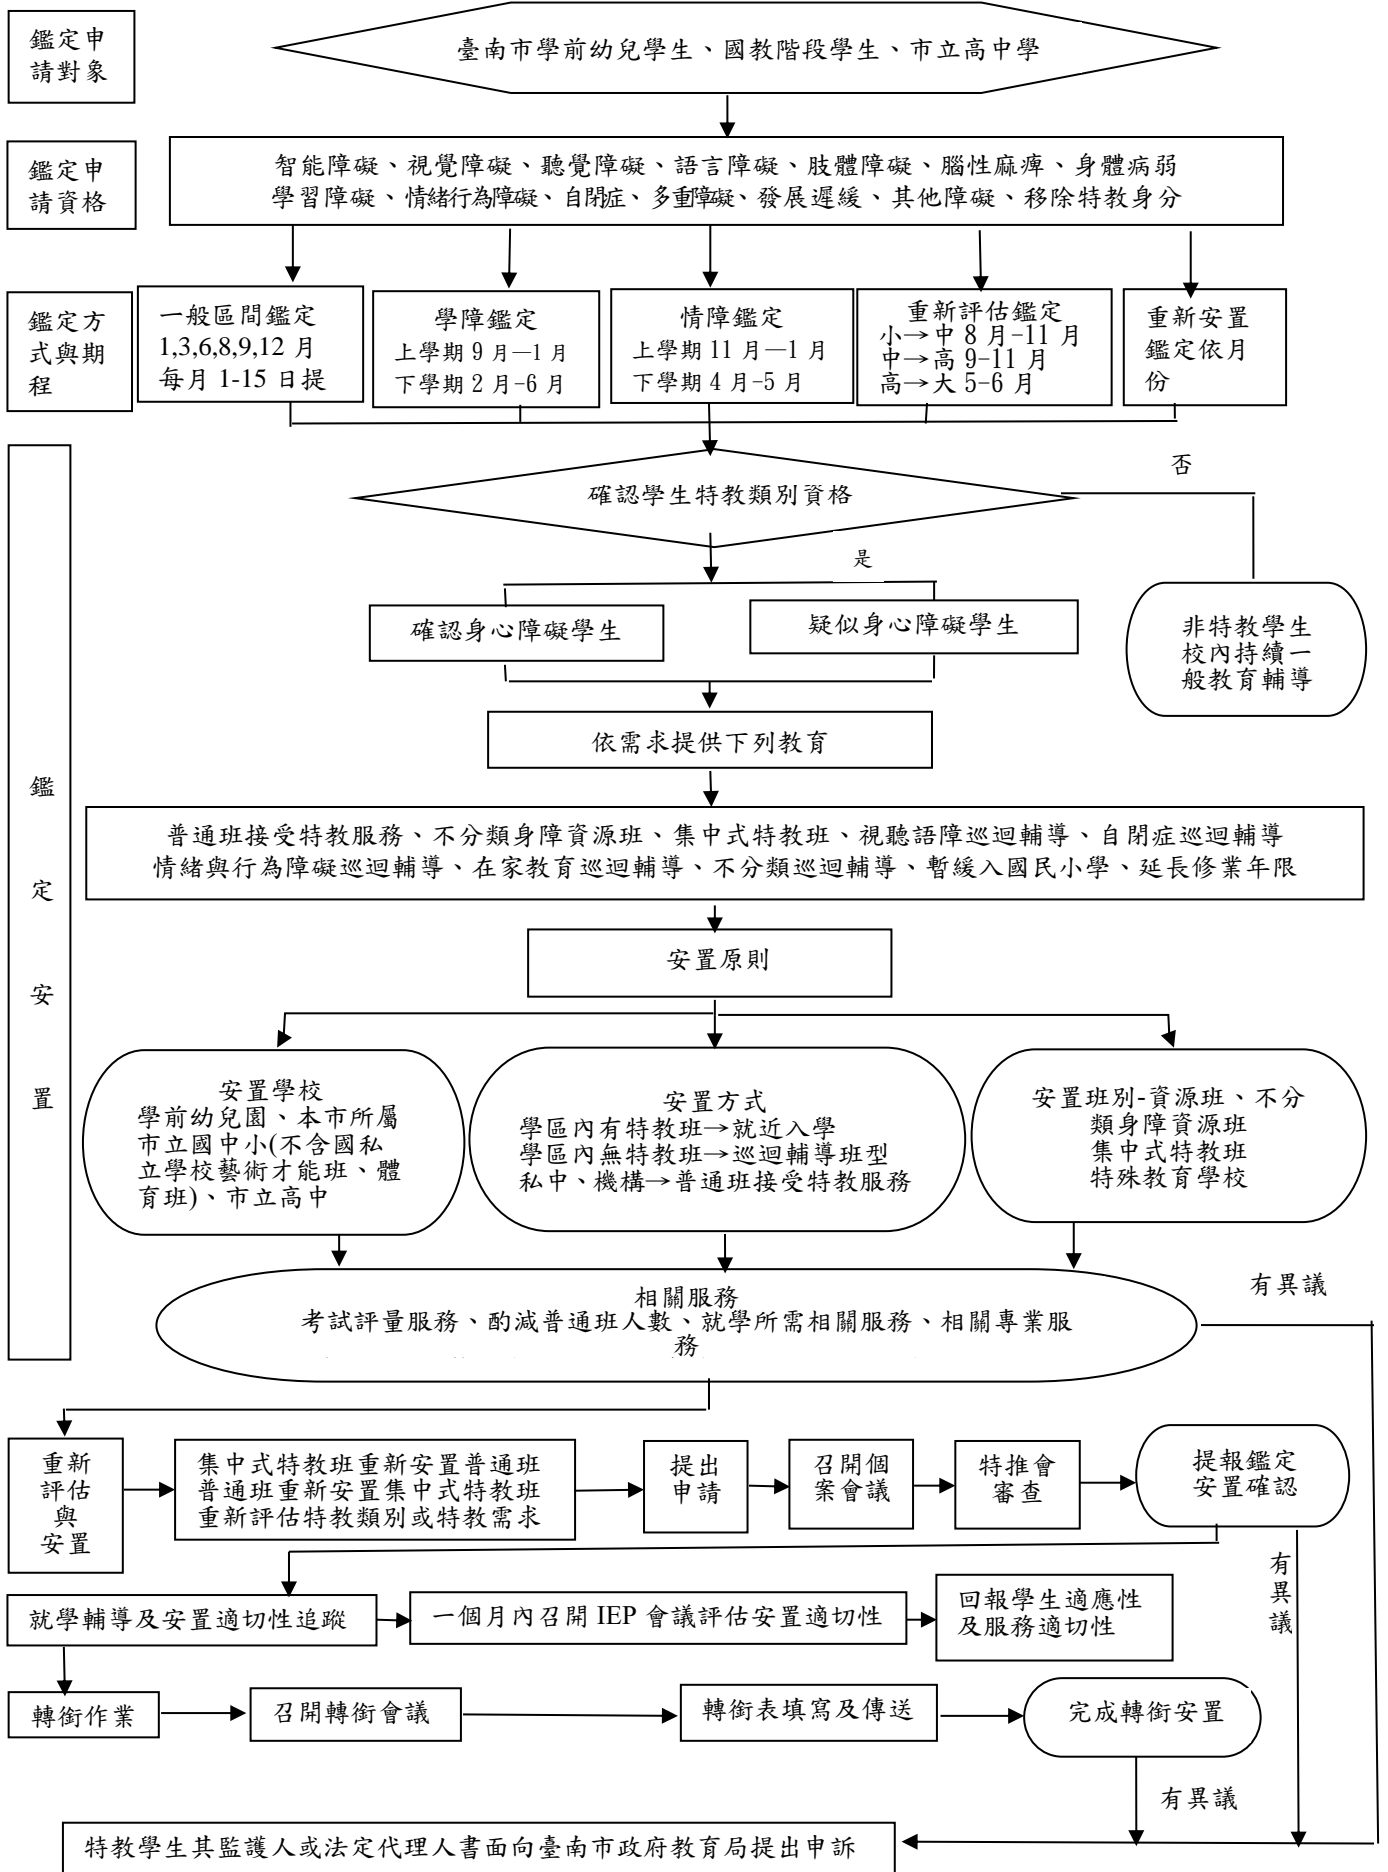 鑑定申
請對象
臺南市學前幼兒學生、國教階段學生、市立高中學
鑑定申
請資格
智能障礙、視覺障礙、聽覺障礙、語言障礙、肢體障礙、腦性麻痺、身體病弱
學習障礙、情緒行為障礙、自閉症、多重障礙、發展遲緩、其他障礙、移除特教身分
鑑定方
式與期
程
一般區間鑑定
1,3,6,8,9,12 月
每月 1-15 日提
學障鑑定
上學期 9 月—1 月
下學期 2 月-6 月
情障鑑定
上學期 11 月—1 月
下學期 4 月-5 月
重新評估鑑定
小→中 8 月-11 月
中→高 9-11 月
高→大 5-6 月
重新安置
鑑定依月
份
鑑
定
安
置
確認學生特教類別資格
否
是
確認身心障礙學生
疑似身心障礙學生
非特教學生
校內持續一
般教育輔導
依需求提供下列教育
普通班接受特教服務、不分類身障資源班、集中式特教班、視聽語障巡迴輔導、自閉症巡迴輔導
情緒與行為障礙巡迴輔導、在家教育巡迴輔導、不分類巡迴輔導、暫緩入國民小學、延長修業年限
安置原則
安置學校
學前幼兒園、本市所屬
市立國中小(不含國私
立學校藝術才能班、體
育班)、市立高中
安置方式
學區內有特教班→就近入學
學區內無特教班→巡迴輔導班型
私中、機構→普通班接受特教服務
安置班別-資源班、不分
類身障資源班
集中式特教班
特殊教育學校
相關服務
考試評量服務、酌減普通班人數、就學所需相關服務、相關專業服
務
有異議
重新
評估
與
安置
集中式特教班重新安置普通班
普通班重新安置集中式特教班
重新評估特教類別或特教需求
提出
申請
召開個
案會議
特推會
審查
提報鑑定
安置確認
有
異
議
就學輔導及安置適切性追蹤
一個月內召開 IEP 會議評估安置適切性
回報學生適應性
及服務適切性
轉銜作業
召開轉銜會議
轉銜表填寫及傳送
完成轉銜安置
有異議
特教學生其監護人或法定代理人書面向臺南市政府教育局提出申訴